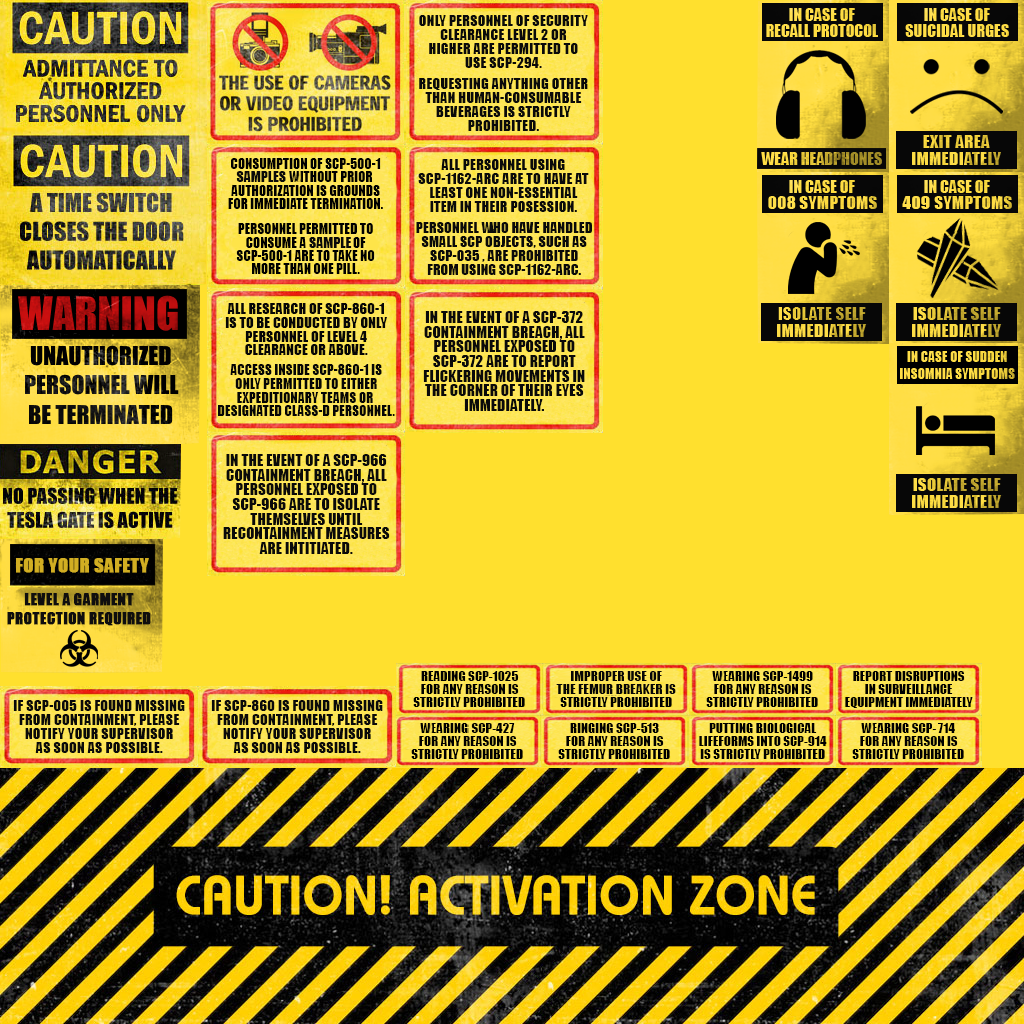 CAUTION
ADMITTANCE TO
AUTHORIZED
PERSONNEL ONLY
CAUTION
A TIME SWITCH
CLOSES THE DOOR
AUTOMATICALLY
WARNING
UNAUTHORIZED
PERSONNEL WILL
BE TERMINATED
DANGER
NO PASSING WHEN THE
TESLA GATE IS ACTIVE
FOR YOUR SAFETY
LEVEL A GARMENT
PROTECTION REQUIRED
THE USE OF CAMERAS
OR VIDEO EQUIPMENT
IS PROHIBITED
CONSUMPTION OF SCP-500-1
SAMPLES WITHOUT PRIOR
AUTHORIZATION IS GROUNDS
FOR IMMEDIATE TERMINATION.
PERSONNEL PERMITTED TO
CONSUME A SAMPLE OF
SCP-500-1 ARE TO TAKE NO
MORE THAN ONE PILL.
ALL RESEARCH OF SCP-860-1
IS TO BE CONDUCTED BY ONLY
PERSONNEL OF LEVEL 4
CLEARANCE OR ABOVE.
ACCESS INSIDE SCP-860-1 IS
ONLY PERMITTED TO EITHER
EXPEDITIONARY TEAMS OR
DESIGNATED CLASS-D PERSONNEL.
IN THE EVENT OF A SCP-966
CONTAINMENT BREACH, ALL
PERSONNEL EXPOSED TO
SCP-966 ARE TO ISOLATE
THEMSELVES UNTIL
RECONTAINMENT MEASURES
ARE INTITIATED.
ONLY PERSONNEL OF SECURITY
CLEARANCE LEVEL 2 OR
HIGHER ARE PERMITTED TO
USE SCP-294.
REQUESTING ANYTHING OTHER
THAN HUMAN-CONSUMABLE
BEVERAGES IS STRICTLY
PROHIBITED.
ALL PERSONNEL USING
SCP-1162-ARC ARE TO HAVE AT
LEAST ONE NON-ESSENTIAL
ITEM IN THEIR POSESSION.
PERSONNEL WHO HAVE HANDLED
SMALL SCP OBJECTS, SUCH AS
SCP-035 , ARE PROHIBITED
FROM USING SCP-1162-ARC.
IN THE EVENT OF A SCP-372
CONTAINMENT BREACH, ALL
PERSONNEL EXPOSED TO
SCP-372 ARE TO REPORT
FLICKERING MOVEMENTS IN
THE CORNER OF THEIR EYES
IMMEDIATELY.
IN CASE OF
RECALL PROTOCOL
WEAR HEADPHONES
IN CASE OF
SUICIDAL URGES
EXIT AREA
IMMEDIATELY
IN CASE OF
008 SYMPTOMS
ISOLATE SELF
IMMEDIATELY
IN CASE OF
409 SYMPTOMS
ISOLATE SELF
IMMEDIATELY
IN CASE OF SUDDEN
INSOMNIA SYMPTOMS
ISOLATE SELF
IMMEDIATELY
IF SCP-005 IS FOUND MISSING
FROM CONTAINMENT, PLEASE
NOTIFY YOUR SUPERVISOR
AS SOON AS POSSIBLE.
IF SCP-860 IS FOUND MISSING
FROM CONTAINMENT, PLEASE
NOTIFY YOUR SUPERVISOR
AS SOON AS POSSIBLE.
READING SCP-1025
FOR ANY REASON IS
STRICTLY PROHIBITED
IMPROPER USE OF
THE FEMUR BREAKER IS
STRICTLY PROHIBITED
WEARING SCP-1499
FOR ANY REASON IS
STRICTLY PROHIBITED
REPORT DISRUPTIONS
IN SURVEILLANCE
EQUIPMENT IMMEDIATELY
WEARING SCP-427
FOR ANY REASON IS
STRICTLY PROHIBITED
RINGING SCP-513
FOR ANY REASON IS
STRICTLY PROHIBITED
PUTTING BIOLOGICAL
LIFEFORMS INTO SCP-914
IS STRICTLY PROHIBITED
WEARING SCP-714
FOR ANY REASON IS
STRICTLY PROHIBITED
CAUTION! ACTIVATION ZONE